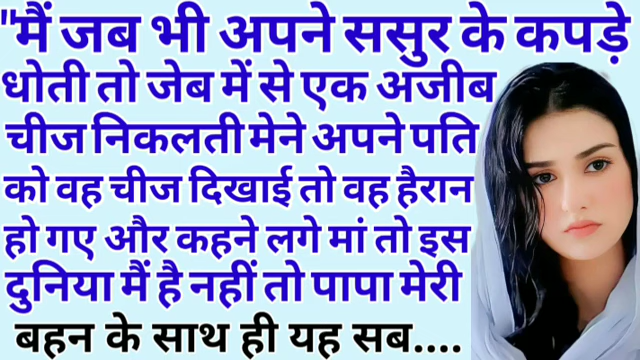 "मैं जब भी अपने ससुर के कपड़े
धोती तो जेब में से एक अजीब
चीज निकलती मेने अपने पति
को वह चीज दिखाई तो वह हैरान
हो गए और कहने लगे मां तो इस
दुनिया मैं है नहीं तो पापा मेरी
बहन के साथ ही यह सब....